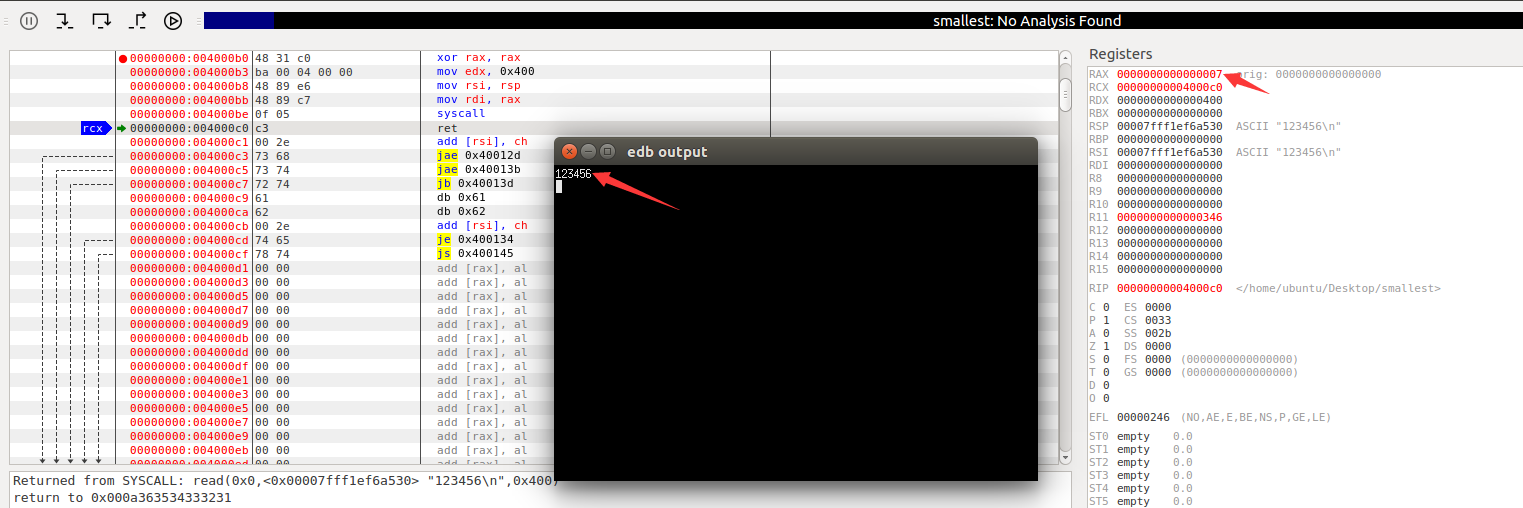 smallest: No Analysis Found
00000000:004000b0 48 31 c0 xor rax, rax
00000000:004000b3 ba 00 04 00 00 mov edx, 0x400
00000000:004000b8 48 89 e6 mov rsi, rsp
00000000:004000bb 48 89 c7 mov rdi, rax
00000000:004000be 0f 05 syscall
rcx 00000000:004000c0 c3 ret
00000000:004000c1 00 2e add [rsi], ch
00000000:004000c3 73 68 jae 0x40012d
00000000:004000c5 73 74 jae 0x40013b
00000000:004000c7 72 74 jb 0x40013d
00000000:004000c9 61 db 0x61
00000000:004000ca 62 db 0x62
00000000:004000cb 00 2e add [rsi], ch
00000000:004000cd 74 65 je 0x400134
00000000:004000cf 78 74 js 0x400145
00000000:004000d1 00 00 add [rax], al
00000000:004000d3 00 00 add [rax], al
00000000:004000d5 00 00 add [rax], al
00000000:004000d7 00 00 add [rax], al
00000000:004000d9 00 00 add [rax], al
00000000:004000db 00 00 add [rax], al
00000000:004000dd 00 00 add [rax], al
00000000:004000df 00 00 add [rax], al
00000000:004000e1 00 00 add [rax], al
00000000:004000e3 00 00 add [rax], al
00000000:004000e5 00 00 add [rax], al
00000000:004000e7 00 00 add [rax], al
00000000:004000e9 00 00 add [rax], al
00000000:004000eb 00 00 add [rax], al
00000000:004000ed 00 00 add [rax], al
edb output
123456
Returned from SYSCALL: read(0x0,<0x00007fff1ef6a530> "123456\n",0x400)
return to 0x000a363534333231
Registers
RAX 0000000000000007 orig: 0000000000000000
RCX 00000000004000c0
RDX 0000000000000400
RBX 0000000000000000
RSP 00007fff1ef6a530 ASCII "123456\n"
RBP 0000000000000000
RSI 00007fff1ef6a530 ASCII "123456\n"
RDI 0000000000000000
R8 0000000000000000
R9 0000000000000000
R10 0000000000000000
R11 0000000000000346
R12 0000000000000000
R13 0000000000000000
R14 0000000000000000
R15 0000000000000000
RIP 00000000004000c0 </home/ubuntu/Desktop/smallest>
C 0 ES 0000
P 1 CS 0033
A 0 SS 002b
Z 1 DS 0000
S 0 FS 0000 (0000000000000000)
T 0 GS 0000 (0000000000000000)
D 0
O 0
EFL 00000246 (NO,AE,E,BE,NS,P,GE,LE)
ST0 empty 0.0
ST1 empty 0.0
ST2 empty 0.0
ST3 empty 0.0
ST4 empty 0.0
ST5 empty 0.0